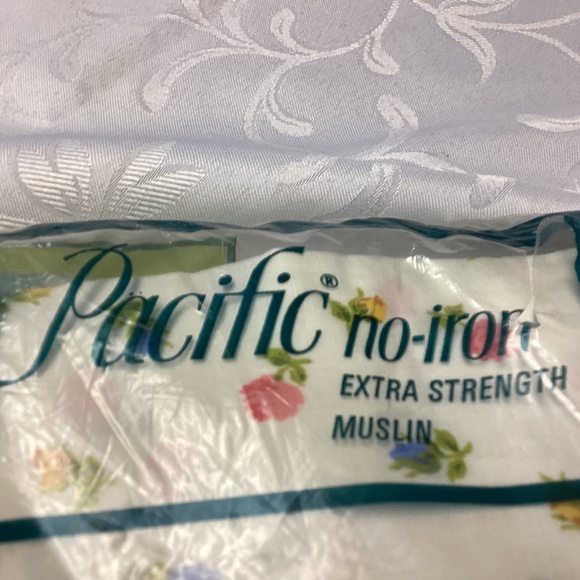 Pacific® no-iron
EXTRA STRENGTH
MUSLIN